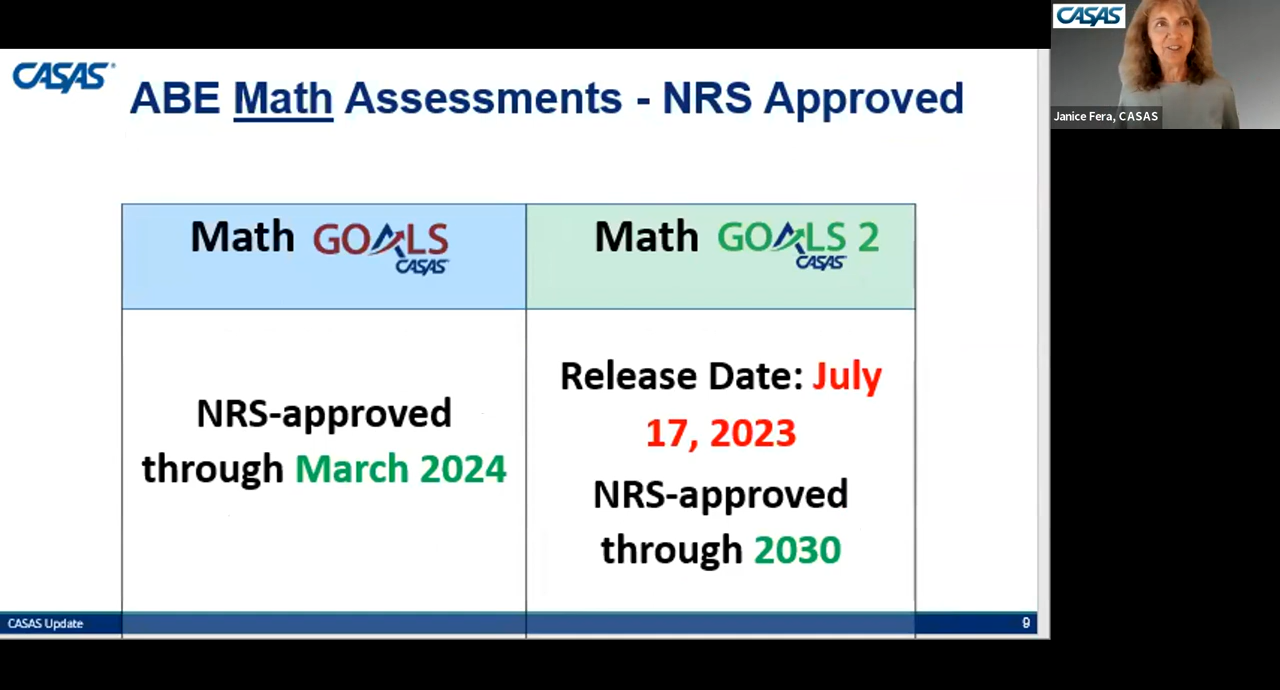 CASAS
ABE Math Assessments - NRS Approved
Math GOALS
CASAS
Math GOALS 2
CASAS
NRS-approved
through March 2024
Release Date: July
17, 2023
NRS-approved
through 2030
CASAS Update
9
CASAS
Janice Fera, CASAS